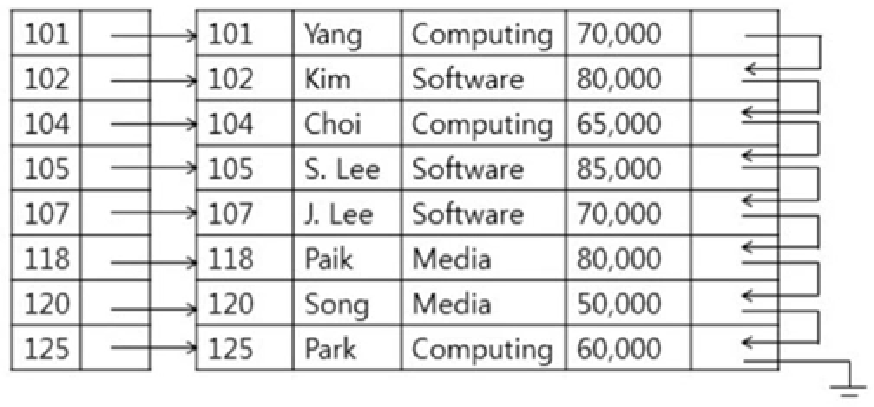 101 101 Yang Computing 70,000
102 102 Kim Software 80,000
104 104 Choi Computing 65,000
105 105 S. Lee Software 85,000
107 107 J. Lee Software 70,000
118 118 Paik Media 80,000
120 120 Song Media 50,000
125 125 Park Computing 60,000